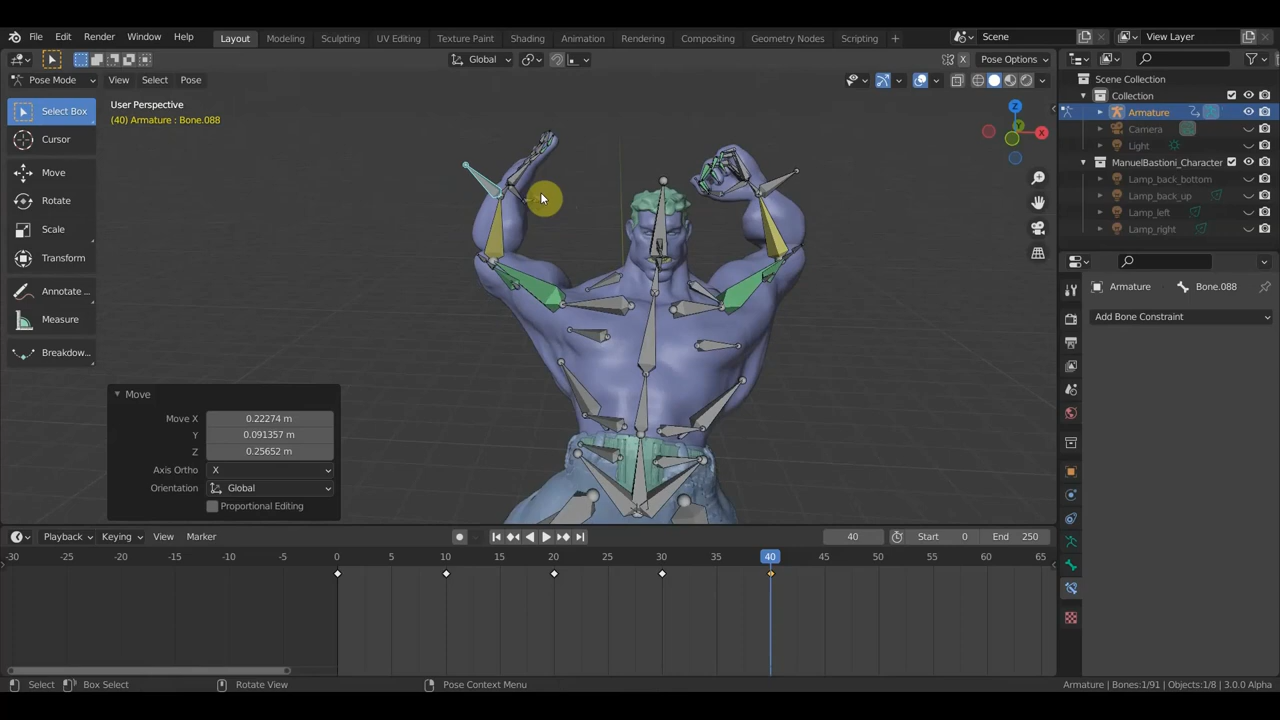 File Edit Render Window Help Layout Modeling Sculpting UV Editing Texture Paint Shading Animation Rendering Compositing Geometry Nodes Scripting + Scene View Layer
Global Pose Options
Pose Mode View Select Pose
Scene Collection
Collection
Armature
Camera
Light
ManuelBastioni_Character
Lamp_back_bottom
Lamp_back_up
Lamp_left
Lamp_right
Select Box
Cursor
Move
Rotate
Scale
Transform
Annotate ...
Measure
Breakdow...
User Perspective
(40) Armature : Bone.088
Z
Y
X
Armature Bone.088
Add Bone Constraint
Move
Move X 0.22274 m
Y 0.091357 m
Z 0.25652 m
Axis Ortho X
Orientation Global
Proportional Editing
Playback Keying View Marker 40 Start 0 End 250
-30 -25 -20 -15 -10 -5 0 5 10 15 20 25 30 35 40 45 50 55 60 65
Select Box Select Rotate View Pose Context Menu Armature | Bones:1/91 | Objects:1/8 | 3.0.0 Alpha